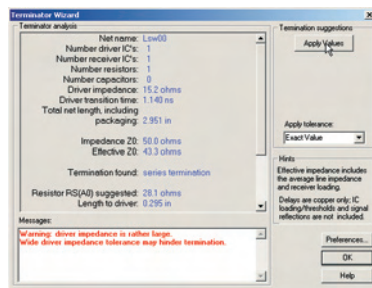 Terminator Wizard
Terminator analysis
Net name: Lsw00
Number driver IC's: 1
Number receiver IC's: 1
Number resistors: 1
Number capacitors: 0
Driver impedance: 15.2 ohms
Driver transition time: 1.140 ns
Total net length, including
packaging: 2.951 in
Impedance Z0: 50.0 ohms
Effective Z0: 43.3 ohms
Termination found: series termination
Resistor RS(A0) suggested: 28.1 ohms
Length to driver: 0.295 in
Messages:
Warning: driver impedance is rather large.
Wide driver impedance tolerance may hinder termination.
Termination suggestions
Apply Values
Apply tolerance:
Exact Value
Hints
Effective impedance includes
the average line impedance
and receiver loading.
Delays are copper only; IC
loading/thresholds and signal
reflections are not included.
Preferences...
OK
Help